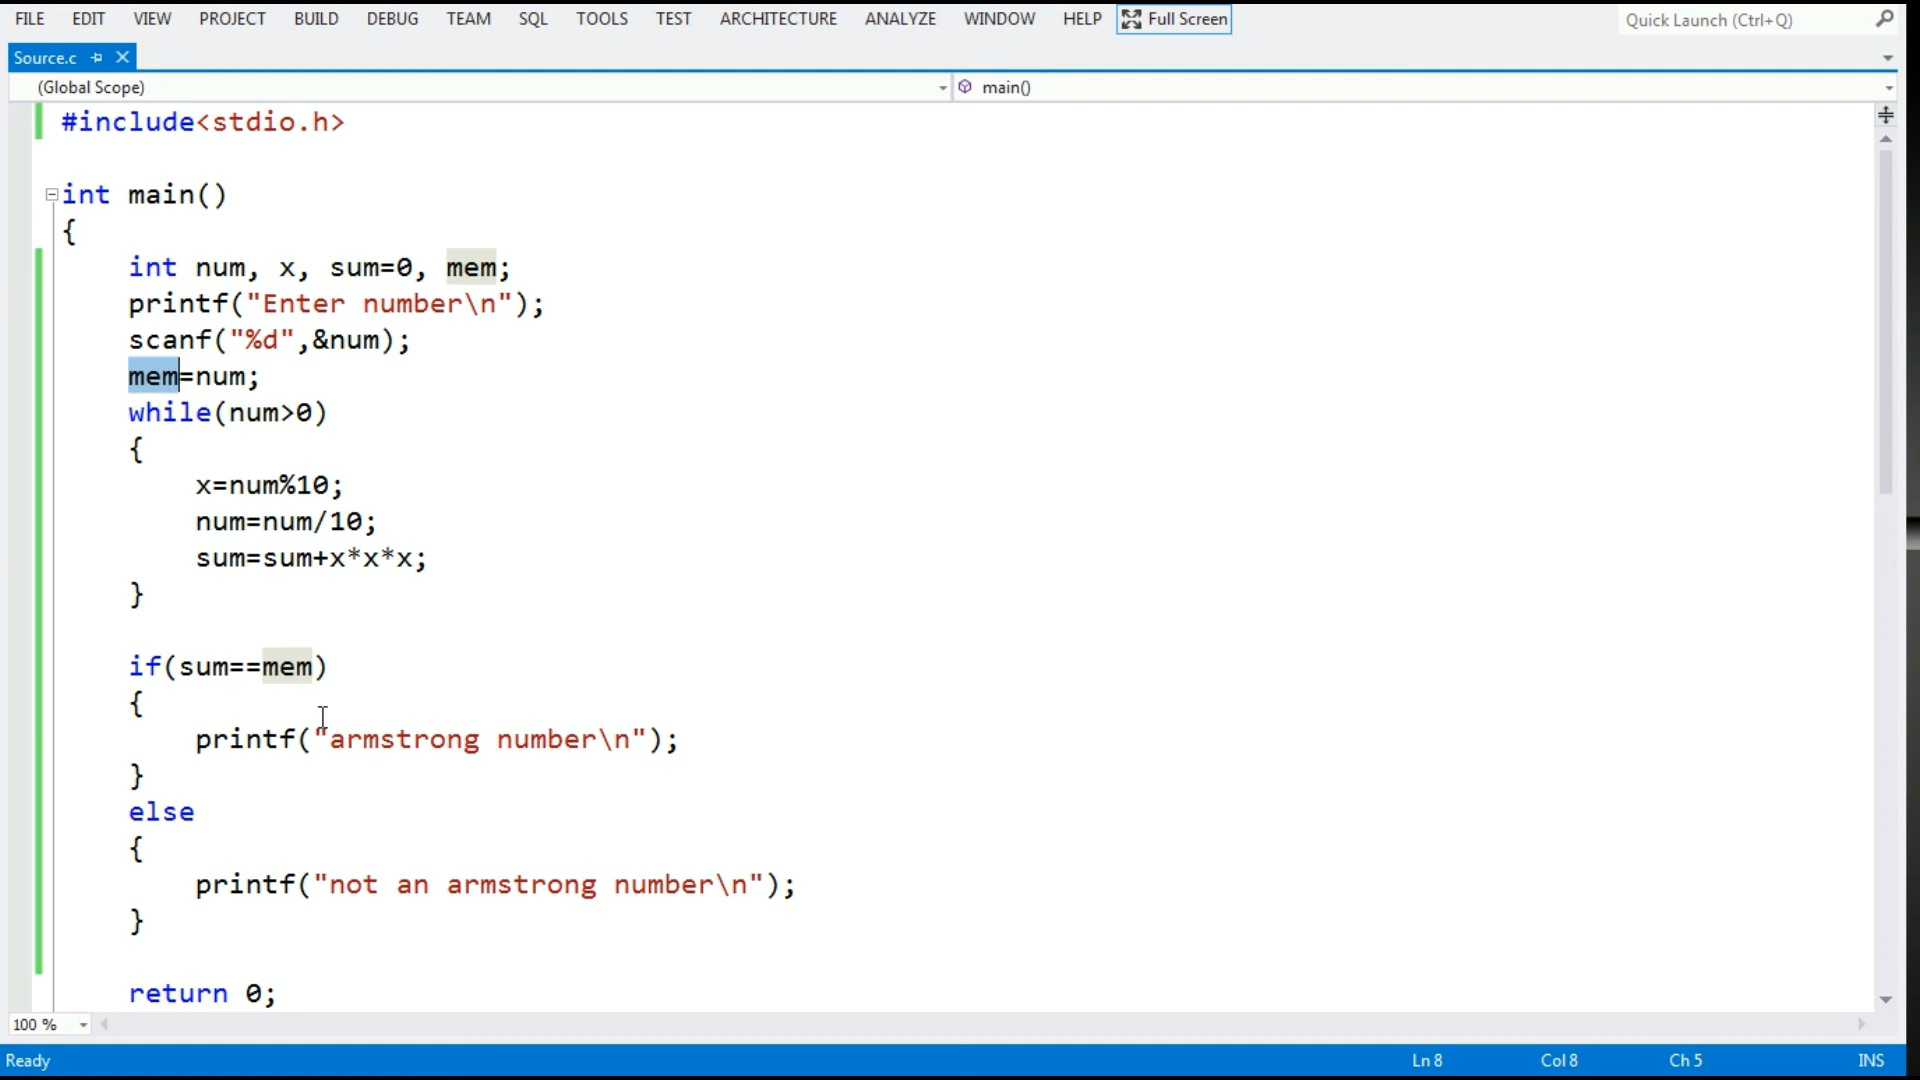 FILE EDIT VIEW PROJECT BUILD DEBUG TEAM SQL TOOLS TEST ARCHITECTURE ANALYZE WINDOW HELP Full Screen Quick Launch (Ctrl+Q)
Source.c
(Global Scope) main()
#include<stdio.h>
int main()
{
int num, x, sum=0, mem;
printf("Enter number\n");
scanf("%d",&num);
mem=num;
while(num>0)
{
x=num%10;
num=num/10;
sum=sum+x*x*x;
}
if(sum==mem)
{
printf("armstrong number\n");
}
else
{
printf("not an armstrong number\n");
}
return 0;
100 %
Ready Ln 8 Col 8 Ch 5 INS